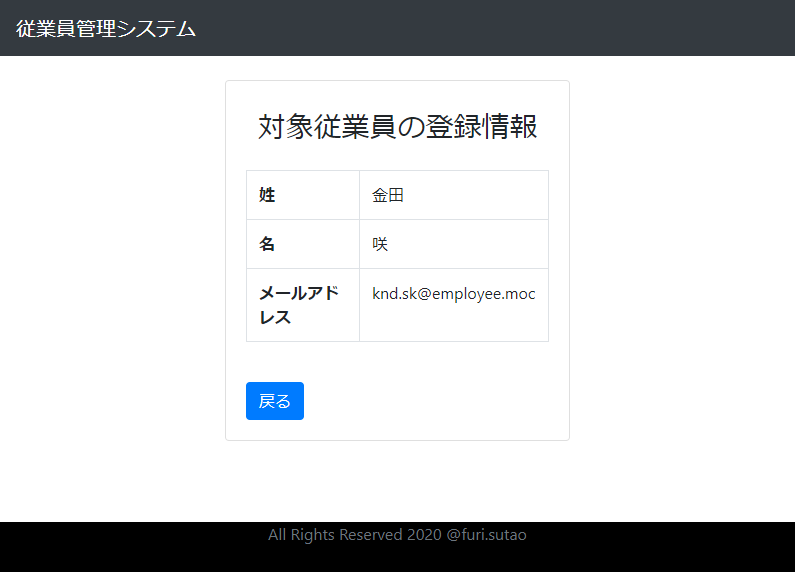 従業員管理システム
対象従業員の登録情報
姓 金田
名 咲
メールアド knd.sk@employee.moc
レス
戻る
All Rights Reserved 2020 @furi.sutao